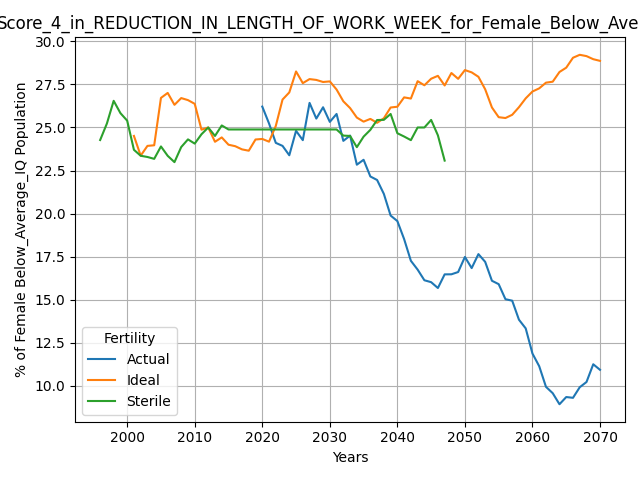 Score_4_in_REDUCTION_IN_LENGTH_OF_WORK_WEEK_for_Female_Below_Ave
30.0
27.5
25.0
22.5
20.0
17.5
15.0
12.5
10.0
% of Female Below_Average_IQ Population
Fertility
Actual
Ideal
Sterile
2000 2010 2020 2030 2040 2050 2060 2070
Years